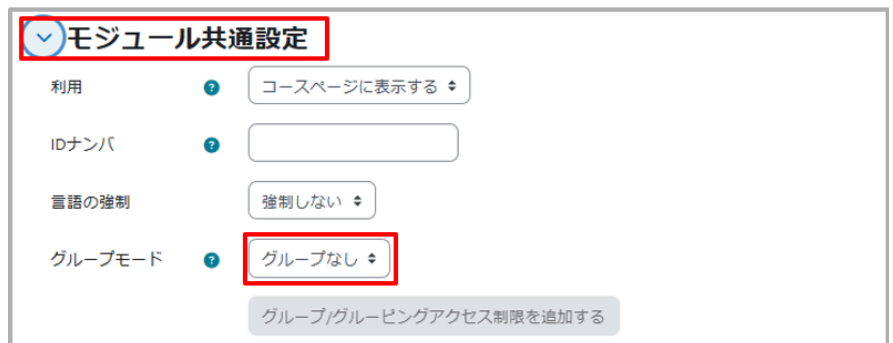 モジュール共通設定
利用 ? コースページに表示する
IDナンバ ?
言語の強制 強制しない
グループモード ? グループなし
グループ/グルーピングアクセス制限を追加する